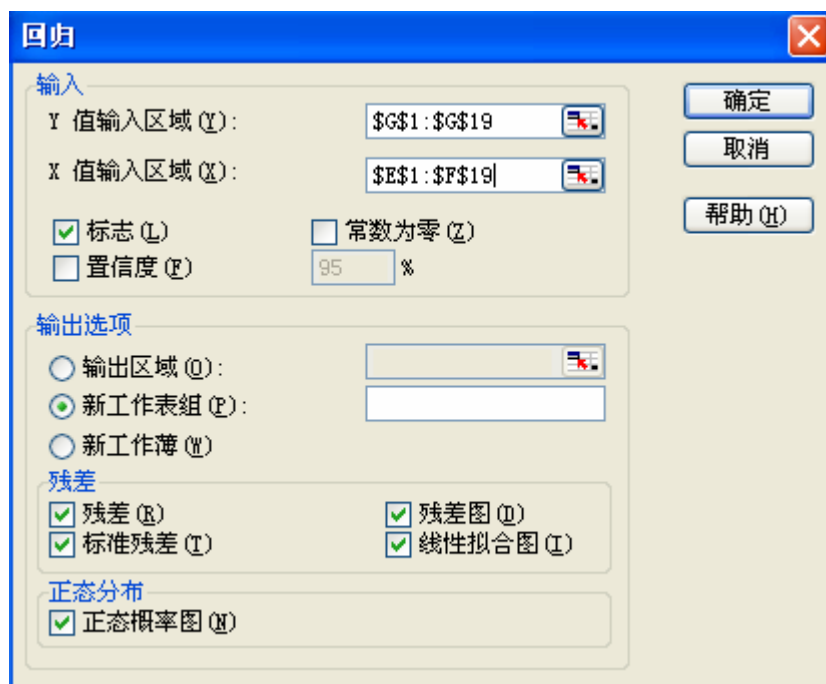 回归
输入
Y 值输入区域(Y):
$G$1:$G$19
X 值输入区域(X):
$E$1:$F$19
标志(L)
常数为零(Z)
置信度(F)
95
%
确定
取消
帮助(H)
输出选项
输出区域(O):
新工作表组(P):
新工作薄(W)
残差
残差(R)
残差图(D)
标准残差(T)
线性拟合图(I)
正态分布
正态概率图(N)